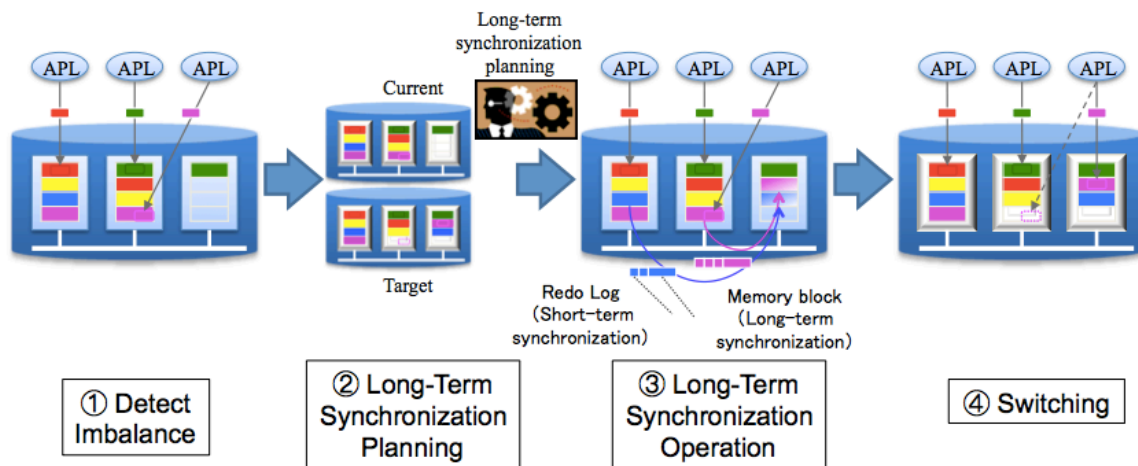 APL
APL
APL
Long-term
synchronization
planning
Current
Target
APL
APL
APL
Redo Log
(Short-term
synchronization)
Memory block
(Long-term
synchronization)
APL
APL
APL
① Detect
Imbalance
② Long-Term
Synchronization
Planning
③ Long-Term
Synchronization
Operation
④ Switching